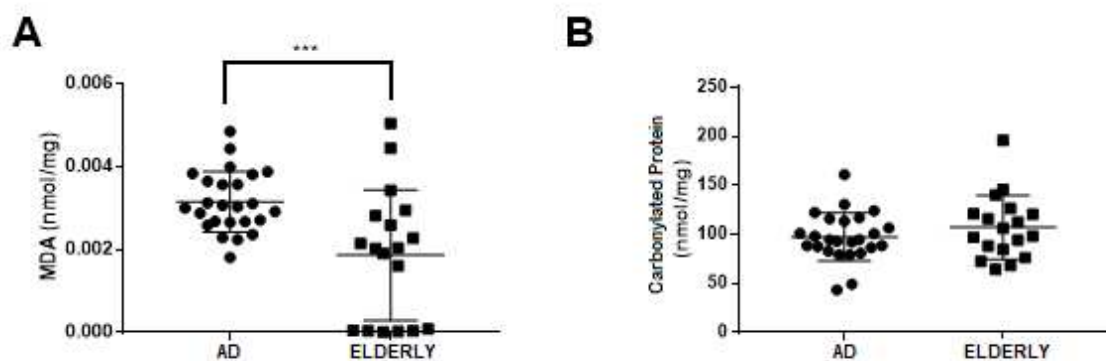 A
***
MDA (nmol/mg)
0.006
0.004
0.002
0.000
AD ELDERLY
B
Carbonylated Protein
(nmol/mg)
250
200
150
100
50
0
AD ELDERLY